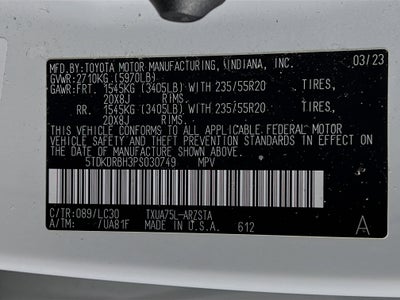 MFD.BY:TOYOTA MOTOR MANUFACTURING, INDIANA, INC.
GVWR:2710KG (5970LB) 03/23
GAWR:FRT. 1545KG (3405LB) WITH 235/55R20 TIRES,
20X8J RIMS.
RR. 1545KG (3405LB) WITH 235/55R20 TIRES,
20X8J RIMS.
THIS VEHICLE CONFORMS TO ALL APPLICABLE FEDERAL MOTOR
VEHICLE SAFETY AND THEFT PREVENTION STANDARDS IN EFFECT
ON THE DATE OF MANUFACTURE SHOWN ABOVE.
5TDKDRBH3PS030749 MPV
C/TR:089/LC30 TXUA75L-ARZSTA
A/TM: /UA81F 612 A